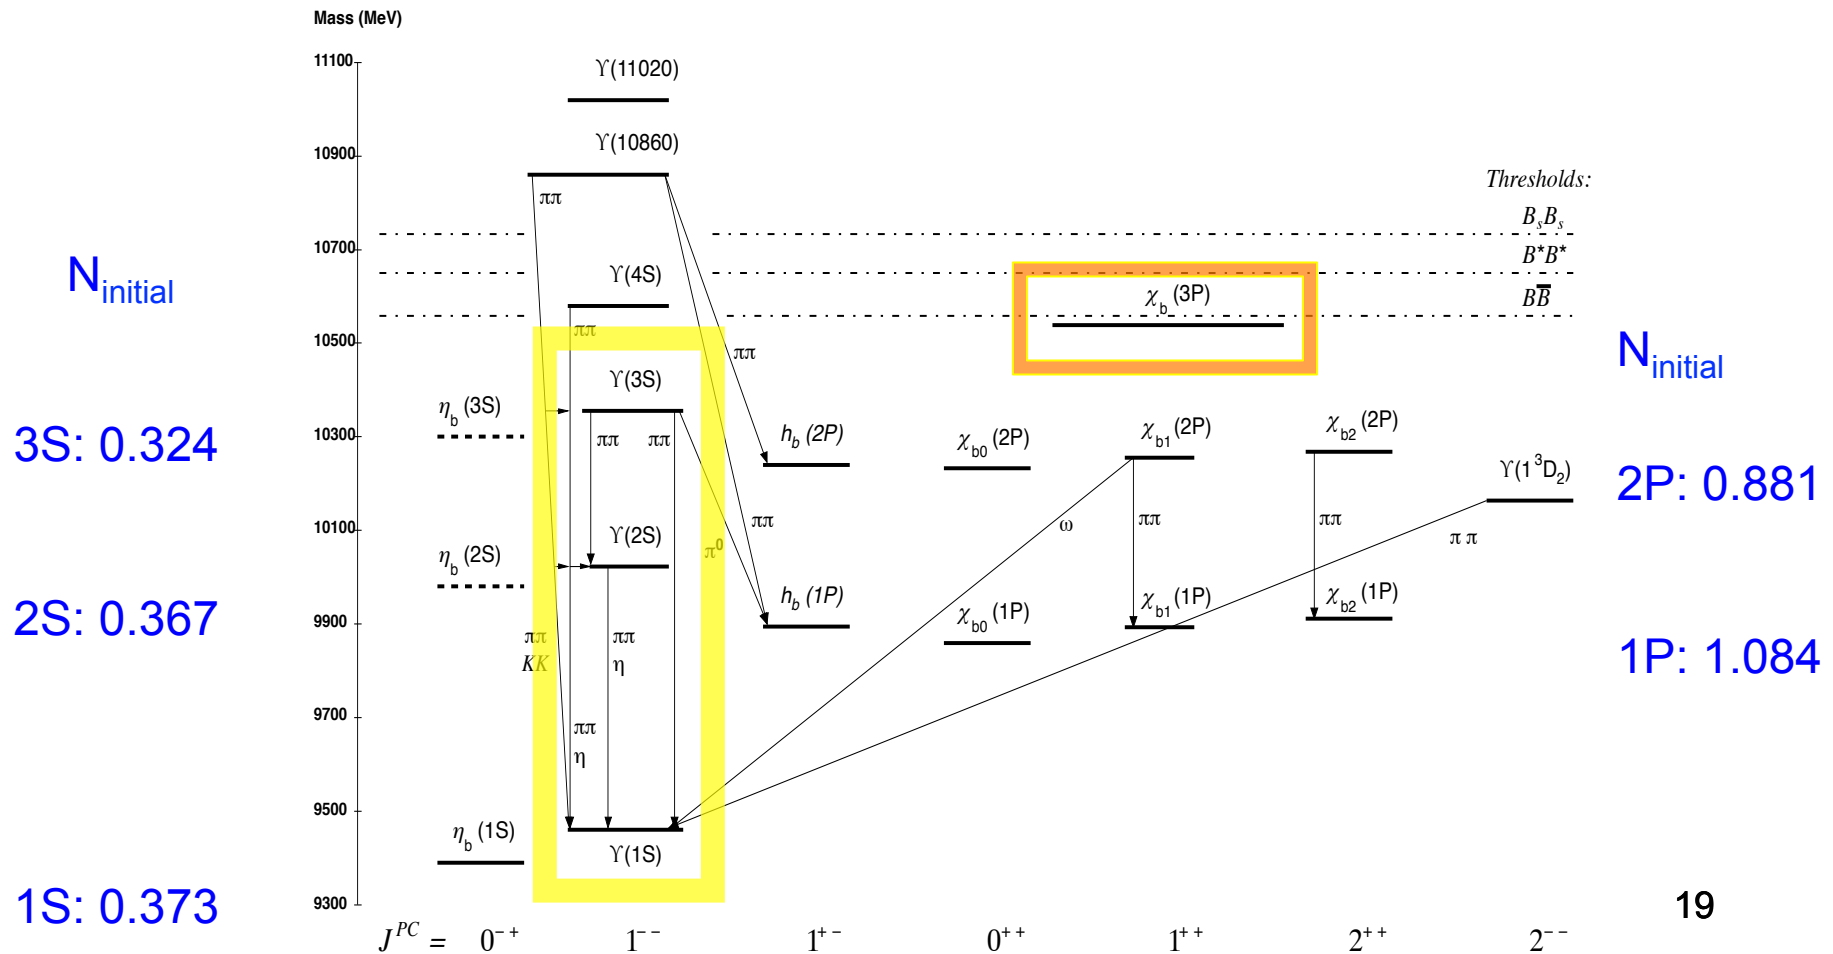 Mass (MeV)
11100
10900
10700
10500
10300
10100
9900
9700
9500
9300
ϒ(11020)
ϒ(10860)
ππ
Thresholds:
BₛBₛ
B*B*
BB̅
ϒ(4S)
ππ
χb (3P)
ππ
ϒ(3S)
ηb (3S)
ππ ππ
hb (2P)
χb0 (2P)
χb1 (2P)
χb2 (2P)
ϒ(1³D₂)
ππ
ω
ππ
ππ
π π
ϒ(2S)
π⁰
ηb (2S)
hb (1P)
χb0 (1P)
χb1 (1P)
χb2 (1P)
ππ
KK
ππ
η
ππ
η
ηb (1S)
ϒ(1S)
Jᴾᶜ = 0⁻⁺ 1⁻⁻ 1⁺⁻ 0⁺⁺ 1⁺⁺ 2⁺⁺ 2⁻⁻
Ninitial
3S: 0.324
2S: 0.367
1S: 0.373
Ninitial
2P: 0.881
1P: 1.084
19